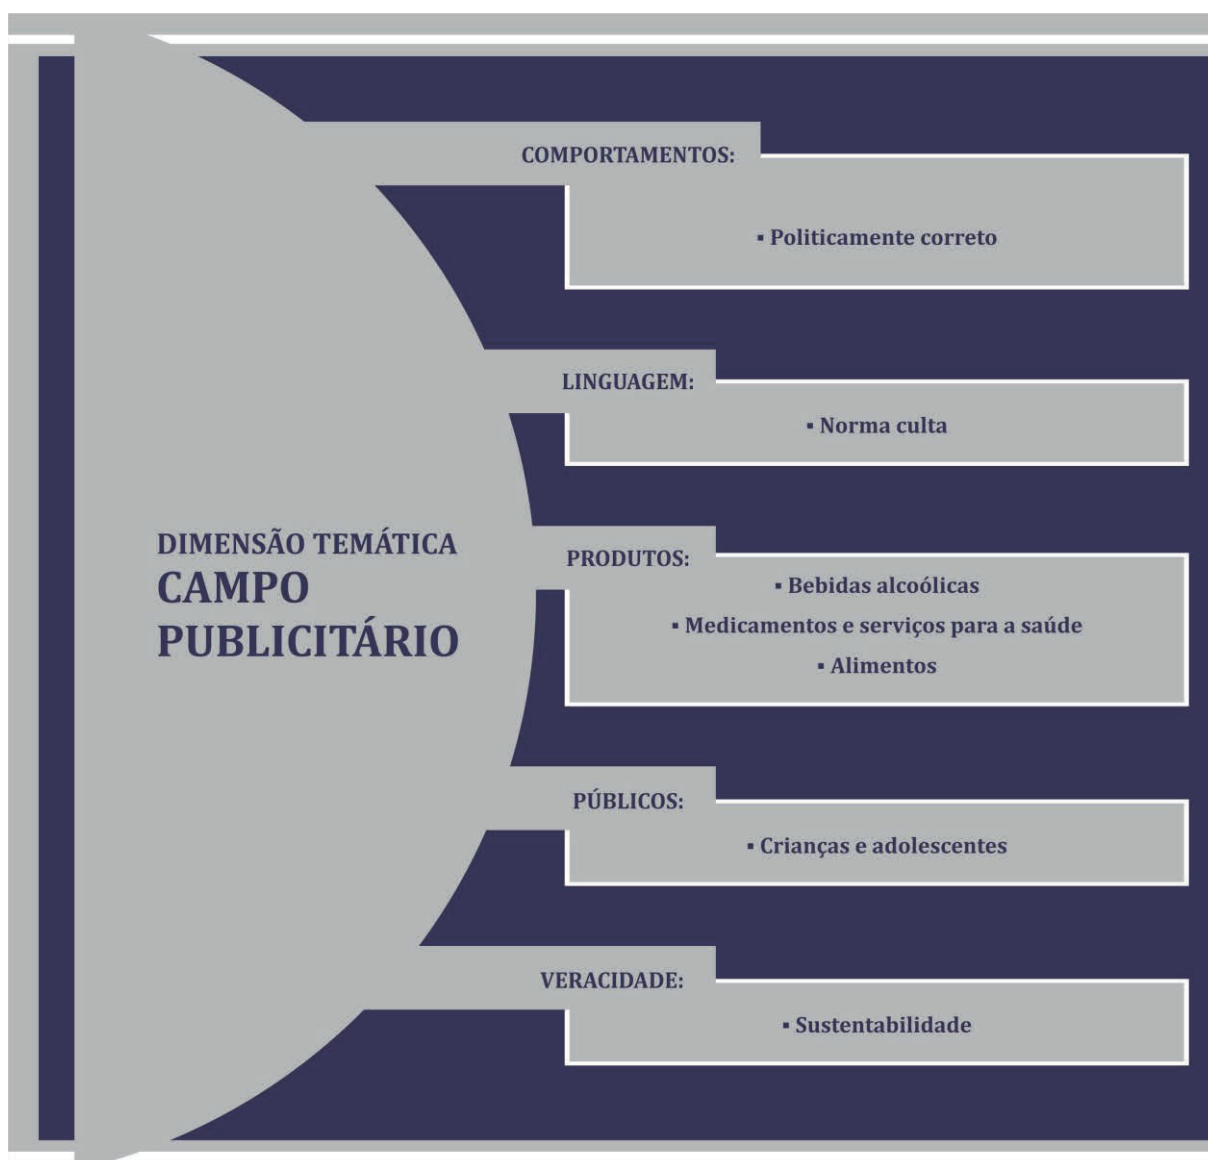 DIMENSÃO TEMÁTICA
CAMPO
PUBLICITÁRIO
COMPORTAMENTOS:
▪ Politicamente correto
LINGUAGEM:
▪ Norma culta
PRODUTOS:
▪ Bebidas alcoólicas
▪ Medicamentos e serviços para a saúde
▪ Alimentos
PÚBLICOS:
▪ Crianças e adolescentes
VERACIDADE:
▪ Sustentabilidade